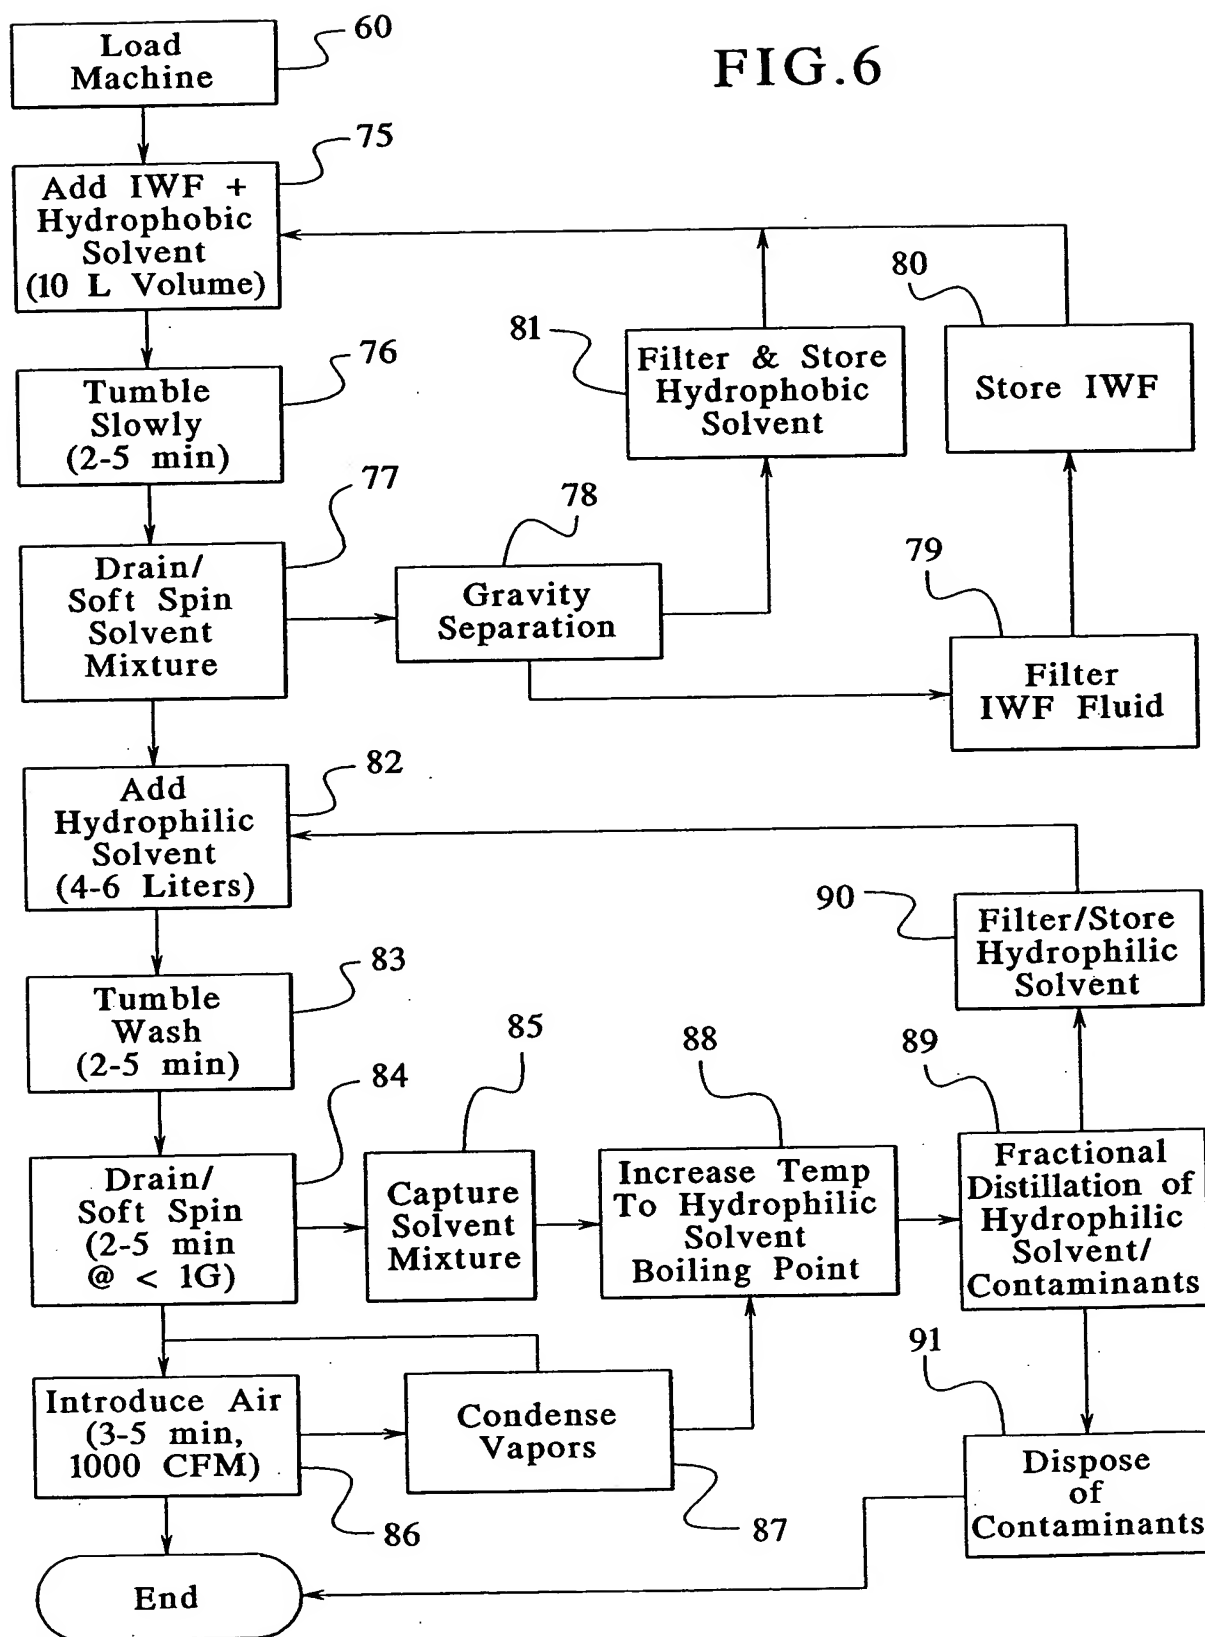 FIG.6
Load
Machine
60
Add IWF +
Hydrophobic
Solvent
(10 L Volume)
75
Tumble
Slowly
(2-5 min)
76
Drain/
Soft Spin
Solvent
Mixture
77
Gravity
Separation
78
Filter & Store
Hydrophobic
Solvent
81
Store IWF
80
Filter
IWF Fluid
79
Add
Hydrophilic
Solvent
(4-6 Liters)
82
Tumble
Wash
(2-5 min)
83
Drain/
Soft Spin
(2-5 min
@ < 1G)
84
Capture
Solvent
Mixture
85
Increase Temp
To Hydrophilic
Solvent
Boiling Point
88
Fractional
Distillation of
Hydrophilic
Solvent/
Contaminants
89
Filter/Store
Hydrophilic
Solvent
90
Introduce Air
(3-5 min,
1000 CFM)
86
Condense
Vapors
87
Dispose
of
Contaminants
91
End